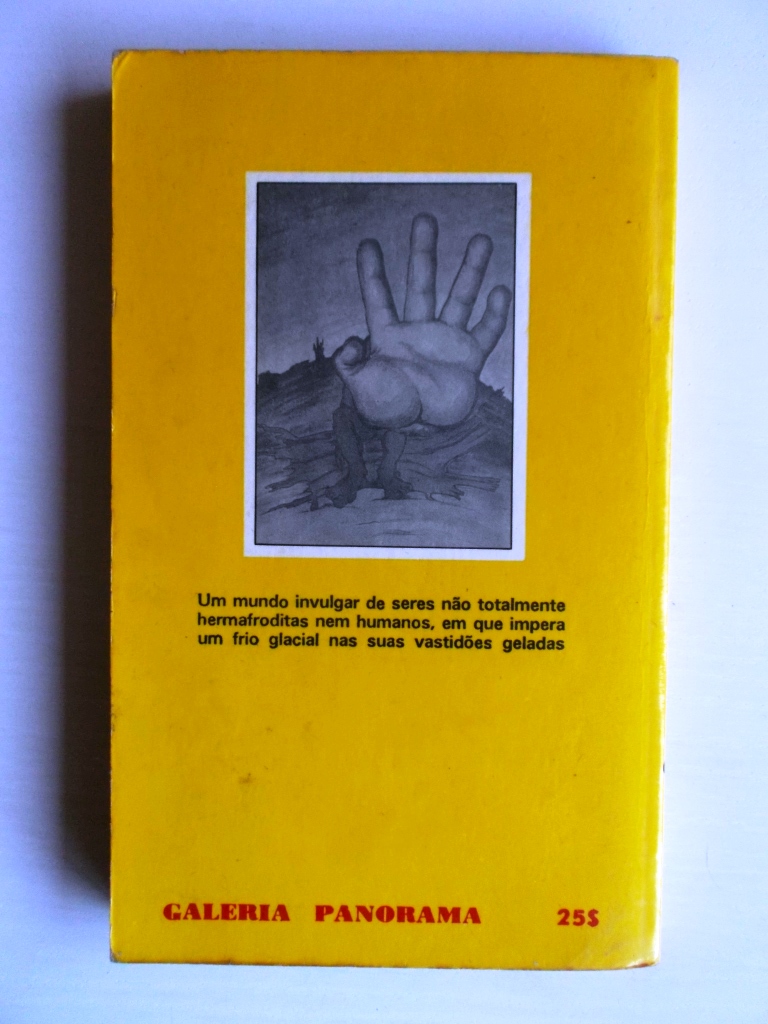 Um mundo invulgar de seres não totalmente
hermafroditas nem humanos, em que impera
um frio glacial nas suas vastidões geladas
GALERIA PANORAMA 25$